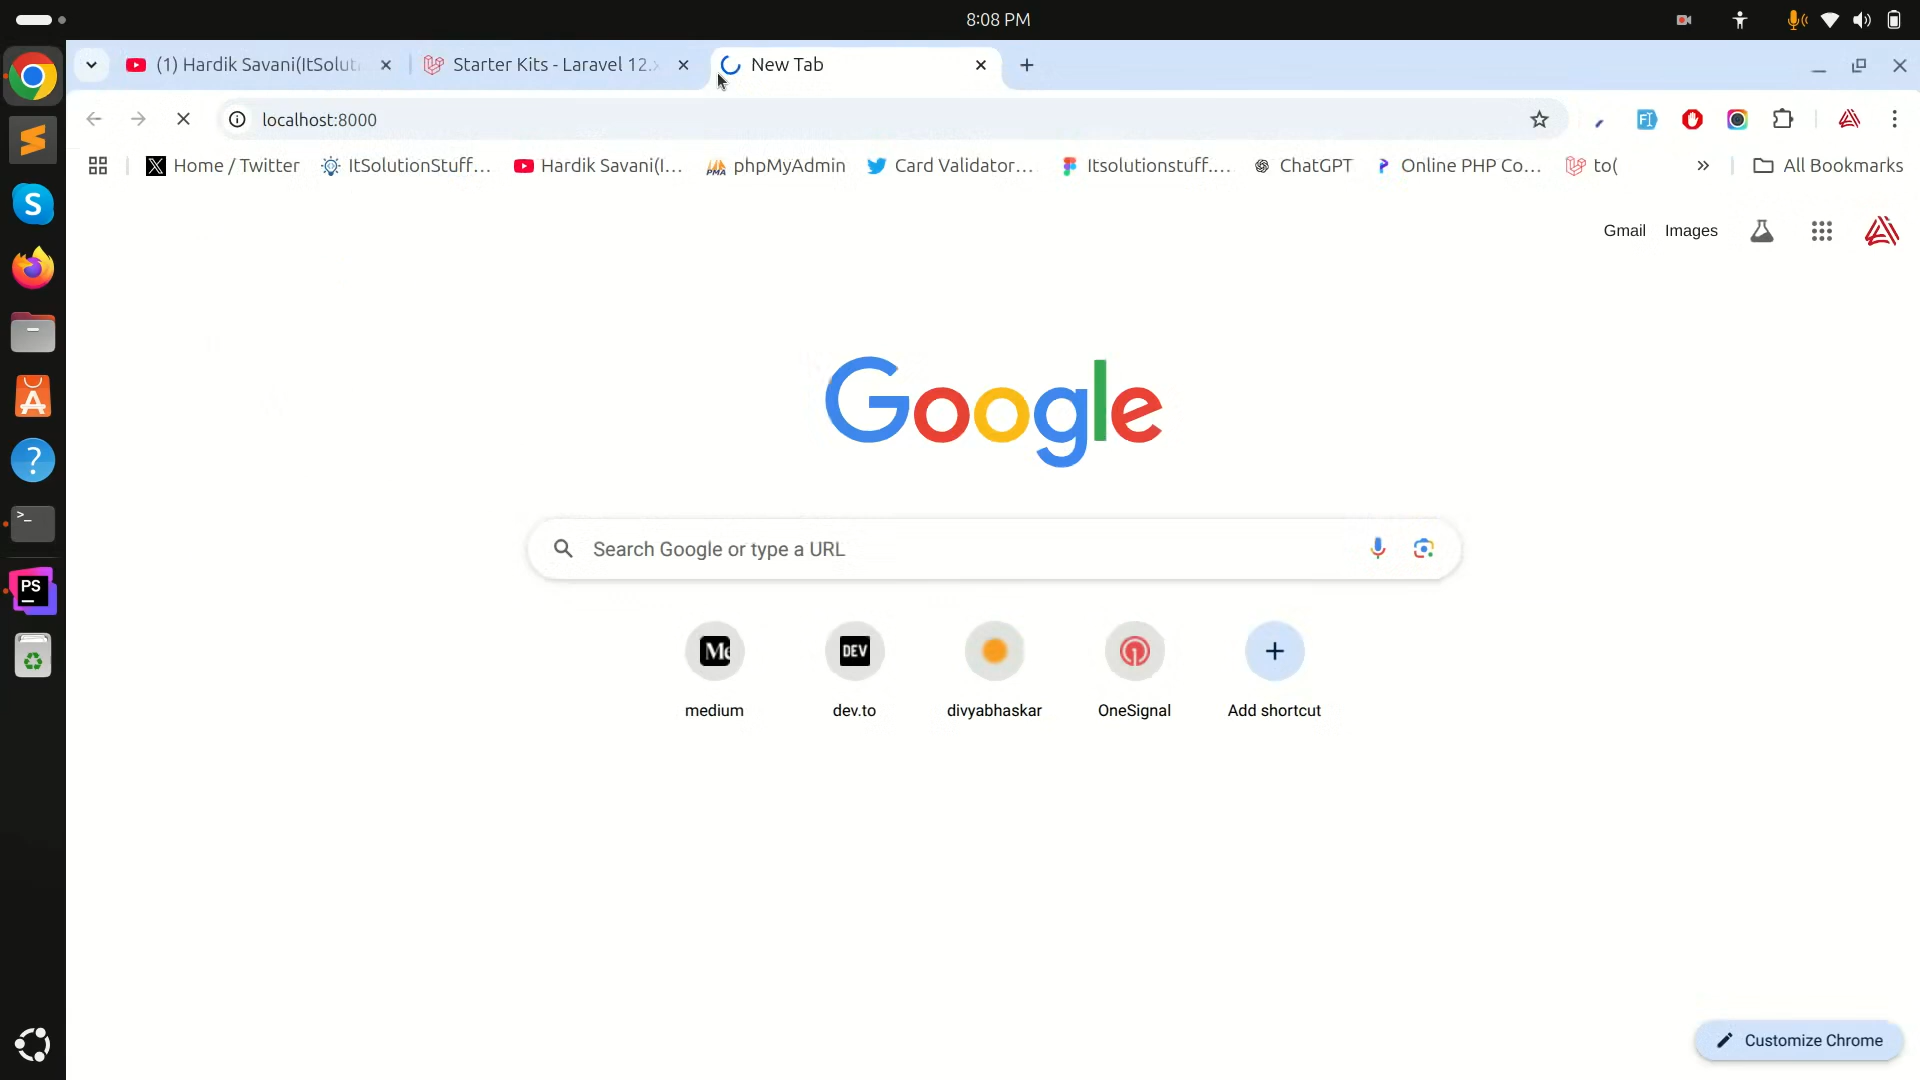 8:08 PM
(1) Hardik Savani(ItSoluti
Starter Kits - Laravel 12.x
New Tab
localhost:8000
Home / Twitter
ItSolutionStuff...
Hardik Savani(I...
phpMyAdmin
Card Validator...
Itsolutionstuff....
ChatGPT
Online PHP Co...
to(
All Bookmarks
Gmail
Images
Google
Search Google or type a URL
medium
dev.to
divyabhaskar
OneSignal
Add shortcut
Customize Chrome